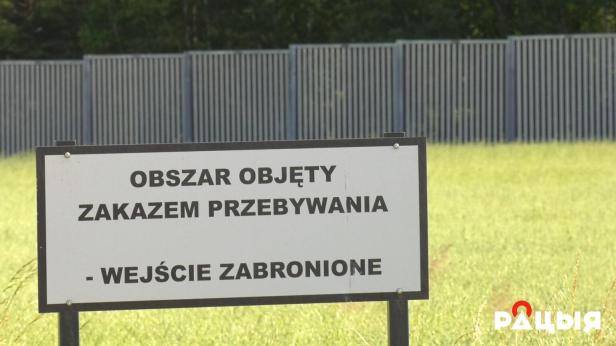 OBSZAR OBJĘTY
ZAKAZEM PRZEBYWANIA
- WEJŚCIE ZABRONIONE
РАЦЫЯ